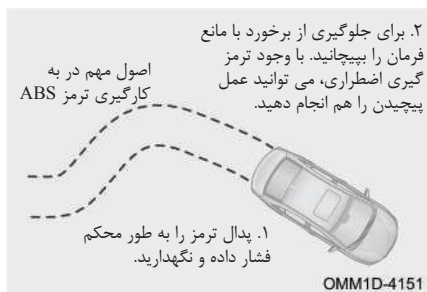 ۲. برای جلوگیری از برخورد با مانع
فرمان را بپیچانید. با وجود ترمز
گیری اضطراری، می توانید عمل
پیچیدن را هم انجام دهید.
اصول مهم در به
کارگیری ترمز ABS
۱. پدال ترمز را به طور محکم
فشار داده و نگهدارید.
OMM1D-4151